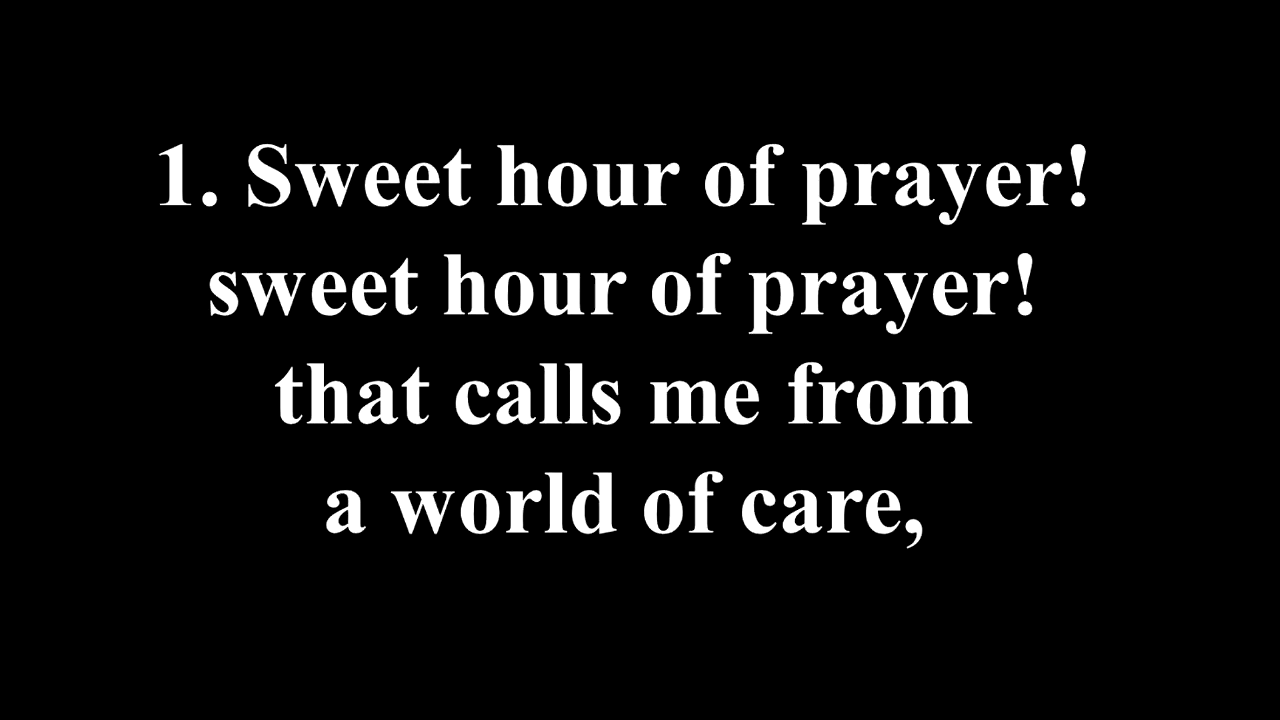 1. Sweet hour of prayer!
sweet hour of prayer!
that calls me from
a world of care,